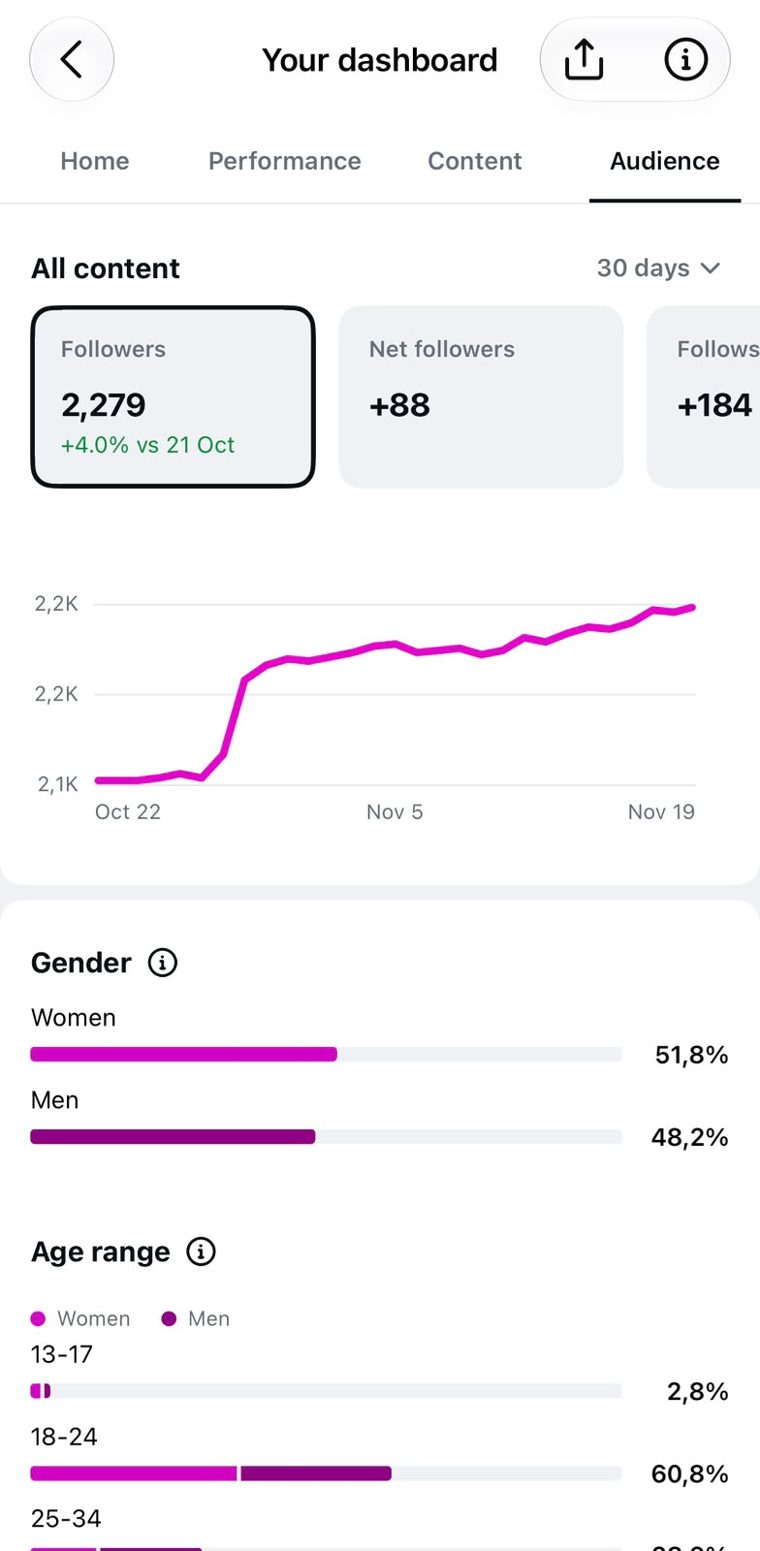 Your dashboard
Home Performance Content Audience
All content 30 days
Followers
2,279
+4.0% vs 21 Oct
Net followers
+88
Follows
+184
2,2K
2,2K
2,1K
Oct 22 Nov 5 Nov 19
Gender
Women
51,8%
Men
48,2%
Age range
Women Men
13-17
2,8%
18-24
60,8%
25-34